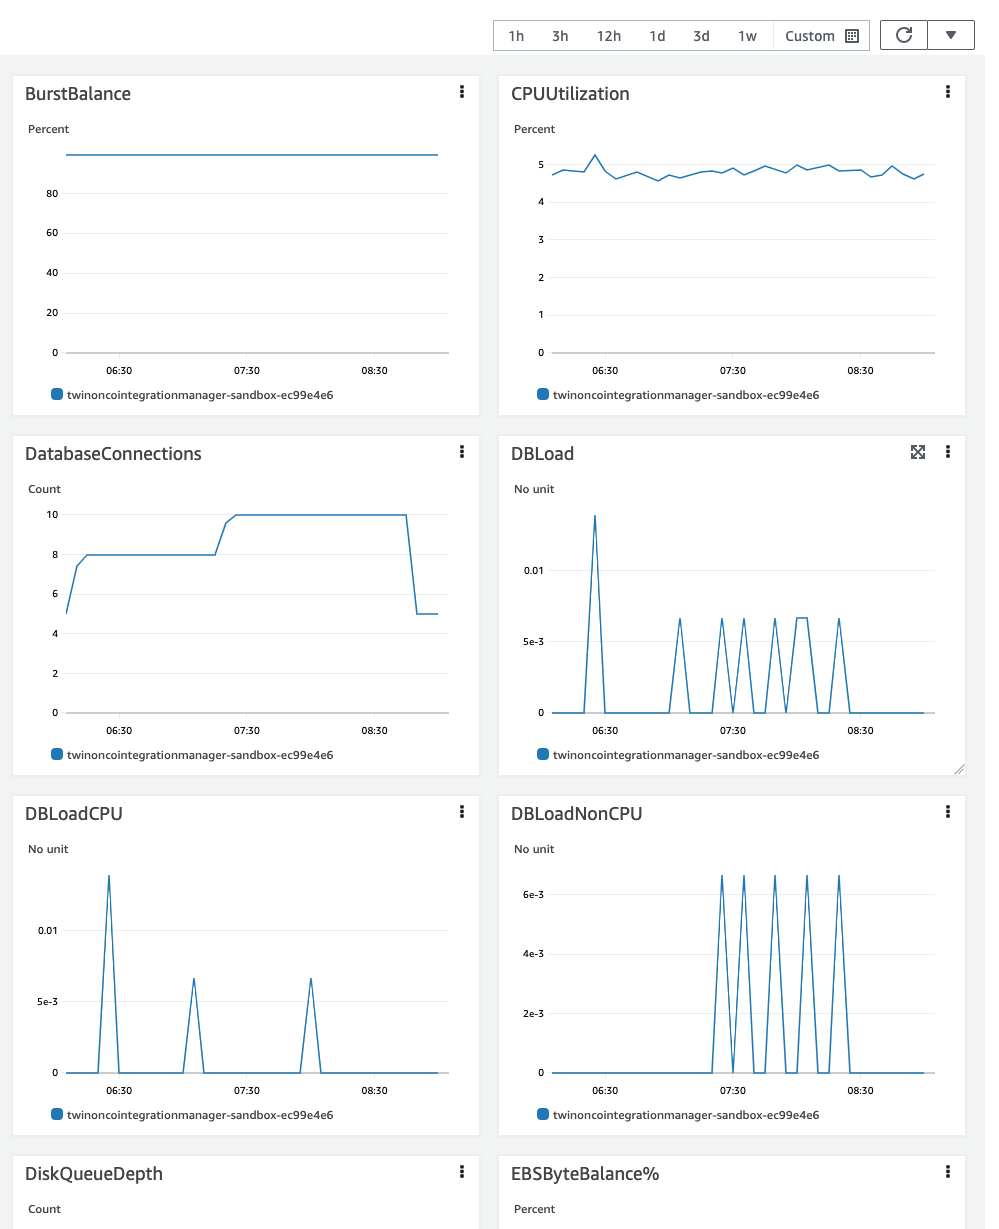 1h 3h 12h 1d 3d 1w Custom
BurstBalance
Percent
80
60
40
20
0
06:30 07:30 08:30
twinoncointegrationmanager-sandbox-ec99e4e6
CPUUtilization
Percent
5
4
3
2
1
0
06:30 07:30 08:30
twinoncointegrationmanager-sandbox-ec99e4e6
DatabaseConnections
Count
10
8
6
4
2
0
06:30 07:30 08:30
twinoncointegrationmanager-sandbox-ec99e4e6
DBLoad
No unit
0.01
5e-3
0
06:30 07:30 08:30
twinoncointegrationmanager-sandbox-ec99e4e6
DBLoadCPU
No unit
0.01
5e-3
0
06:30 07:30 08:30
twinoncointegrationmanager-sandbox-ec99e4e6
DBLoadNonCPU
No unit
6e-3
4e-3
2e-3
0
06:30 07:30 08:30
twinoncointegrationmanager-sandbox-ec99e4e6
DiskQueueDepth
Count
EBSByteBalance%
Percent